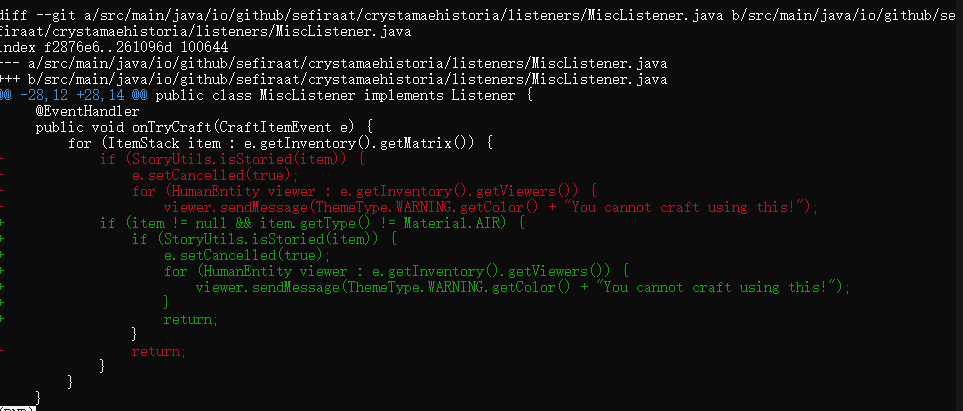 diff --git a/src/main/java/io/github/sefiraat/crystamaehistoria/listeners/MiscListener.java b/src/main/java/io/github/se
firaat/crystamaehistoria/listeners/MiscListener.java
index f2876e6..261096d 100644
--- a/src/main/java/io/github/sefiraat/crystamaehistoria/listeners/MiscListener.java
+++ b/src/main/java/io/github/sefiraat/crystamaehistoria/listeners/MiscListener.java
@@ -28,12 +28,14 @@ public class MiscListener implements Listener {
     @EventHandler
     public void onTryCraft(CraftItemEvent e) {
         for (ItemStack item : e.getInventory().getMatrix()) {
-            if (StoryUtils.isStoried(item)) {
-                e.setCancelled(true);
-                for (HumanEntity viewer : e.getInventory().getViewers()) {
-                    viewer.sendMessage(ThemeType.WARNING.getColor() + "You cannot craft using this!");
+            if (item != null && item.getType() != Material.AIR) {
+                if (StoryUtils.isStoried(item)) {
+                    e.setCancelled(true);
+                    for (HumanEntity viewer : e.getInventory().getViewers()) {
+                        viewer.sendMessage(ThemeType.WARNING.getColor() + "You cannot craft using this!");
+                    }
+                    return;
                 }
-                return;
             }
         }
     }